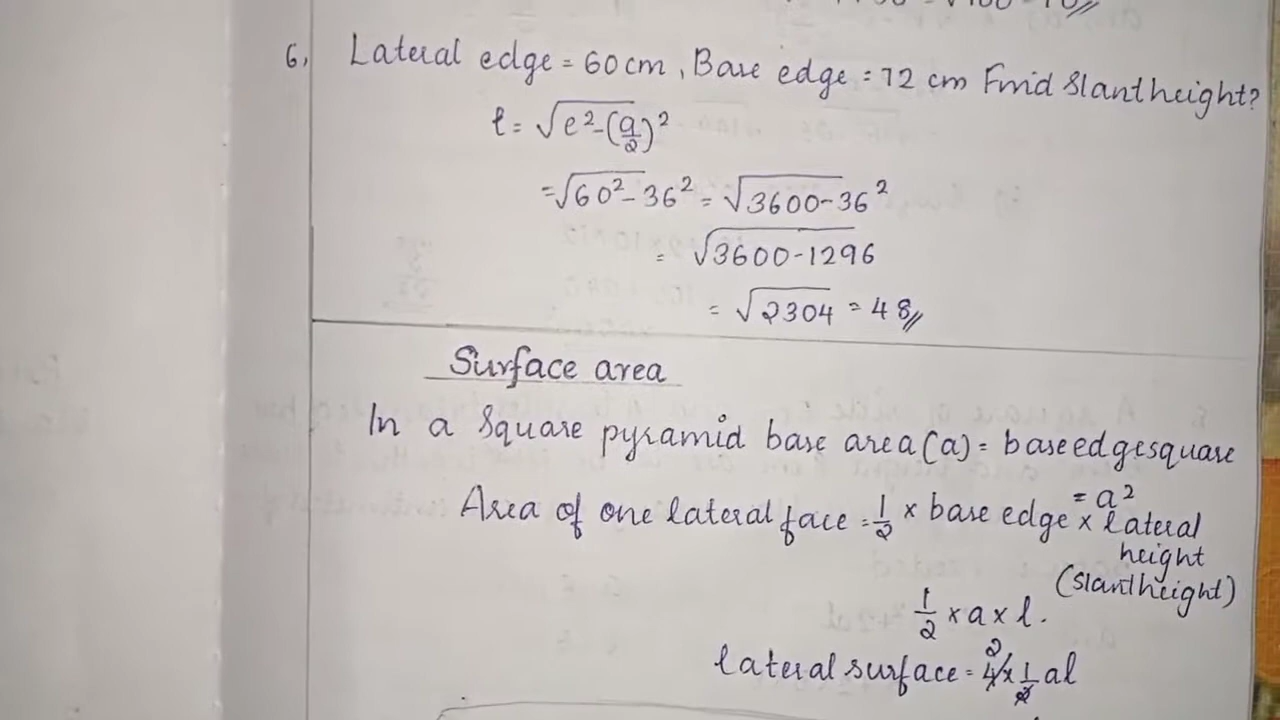 6, Lateral edge = 60cm, Base edge = 72 cm Find Slant height?
l = √e²-(a/2)²
= √60²-36² = √3600-36²
= √3600-1296
= √2304 = 48//
Surface area
In a Square pyramid base area(a) = base edge square
= a²
Area of one lateral face = 1/2 × base edge × lateral
height
(Slant height)
1/2 × a × l.
lateral surface = 2 4 × 1/2 al